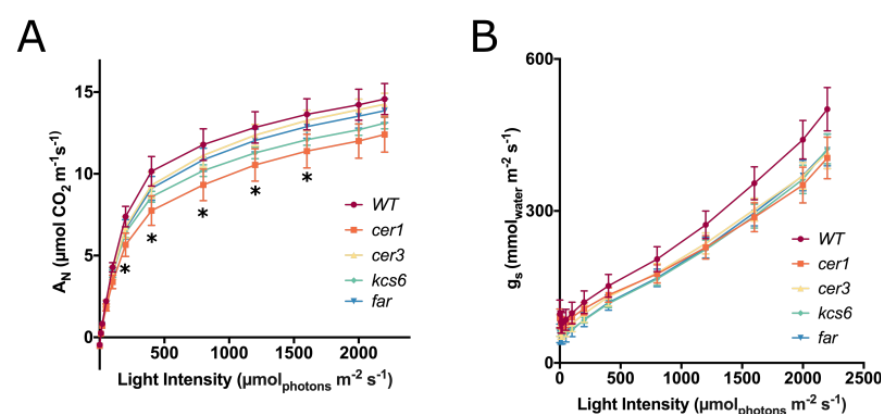 A
15
10
5
0
A_N (µmol CO₂ m⁻¹s⁻¹)
500 1000 1500 2000
Light Intensity (µmol_photons m⁻² s⁻¹)
* * * * *
WT
cer1
cer3
kcs6
far
B
600
300
0
g_s (mmol_water m⁻² s⁻¹)
0 500 1000 1500 2000 2500
Light Intensity (µmol_photons m⁻² s⁻¹)
WT
cer1
cer3
kcs6
far